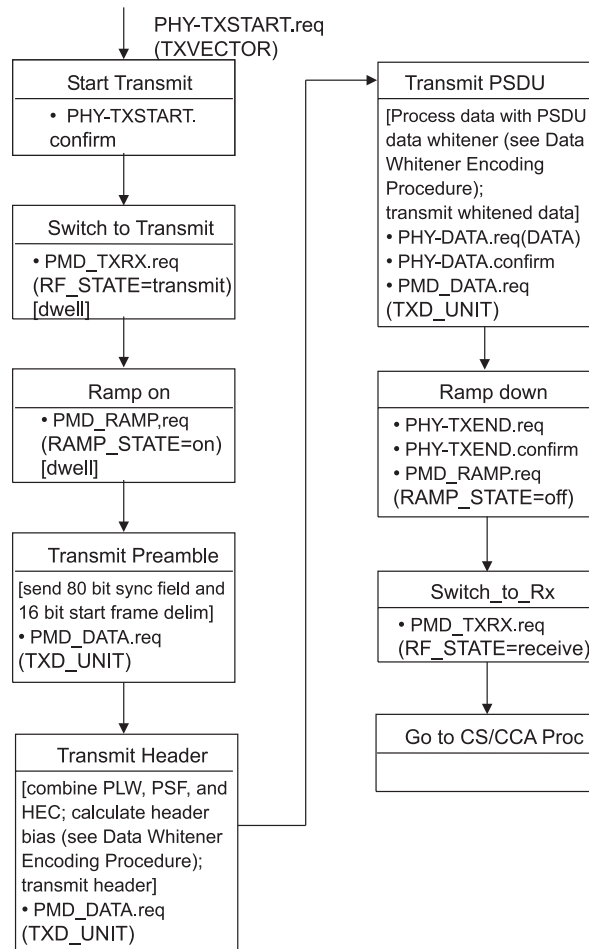 PHY-TXSTART.req
(TXVECTOR)
Start Transmit
• PHY-TXSTART.
confirm
Switch to Transmit
• PMD_TXRX.req
(RF_STATE=transmit)
[dwell]
Ramp on
• PMD_RAMP,req
(RAMP_STATE=on)
[dwell]
Transmit Preamble
[send 80 bit sync field and
16 bit start frame delim]
• PMD_DATA.req
(TXD_UNIT)
Transmit Header
[combine PLW, PSF, and
HEC; calculate header
bias (see Data Whitener
Encoding Procedure);
transmit header]
• PMD_DATA.req
(TXD_UNIT)
Transmit PSDU
[Process data with PSDU
data whitener (see Data
Whitener Encoding
Procedure);
transmit whitened data]
• PHY-DATA.req(DATA)
• PHY-DATA.confirm
• PMD_DATA.req
(TXD_UNIT)
Ramp down
• PHY-TXEND.req
• PHY-TXEND.confirm
• PMD_RAMP.req
(RAMP_STATE=off)
Switch_to_Rx
• PMD_TXRX.req
(RF_STATE=receive)
Go to CS/CCA Proc